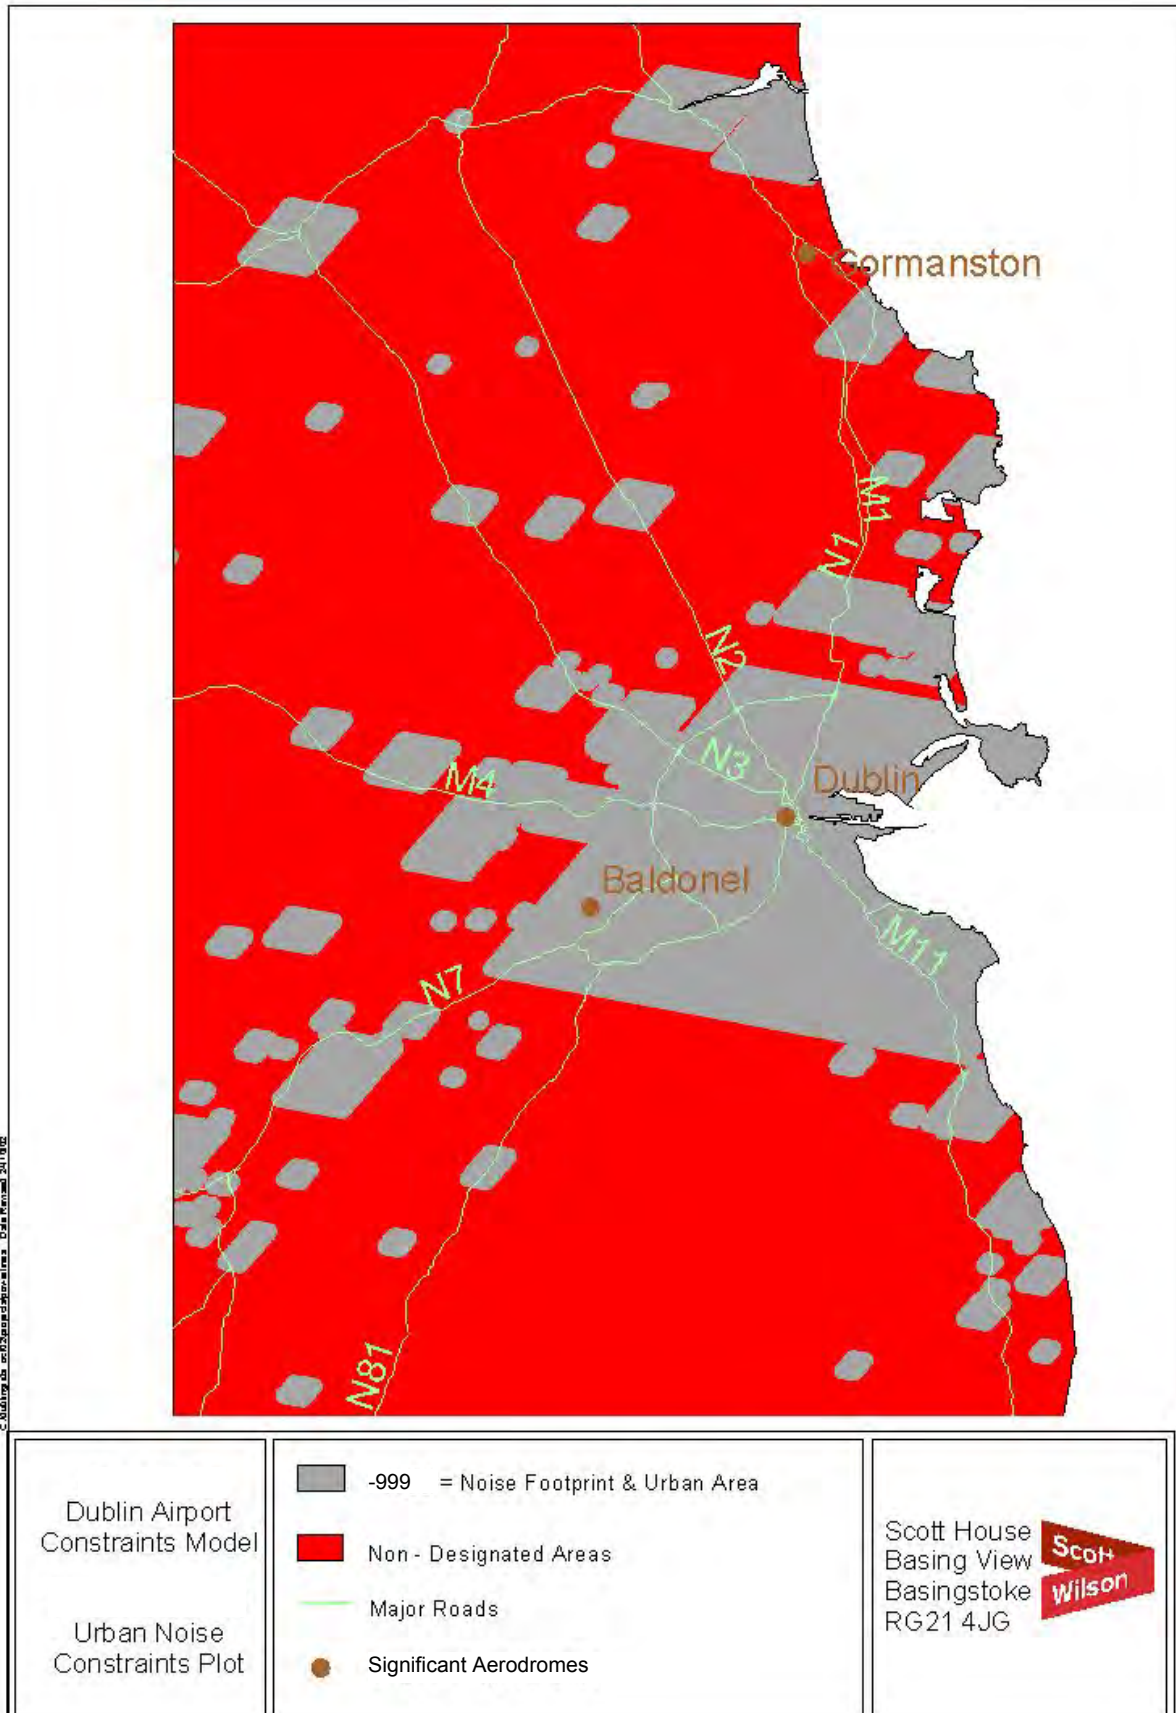 Gormanston
M1
N1
N2
N3
Dublin
M4
Baldonel
M11
N7
N81
Dublin Airport
Constraints Model
Urban Noise
Constraints Plot
-999 = Noise Footprint & Urban Area
Non - Designated Areas
Major Roads
Significant Aerodromes
Scott House
Basing View
Basingstoke
RG21 4JG
Scott
Wilson